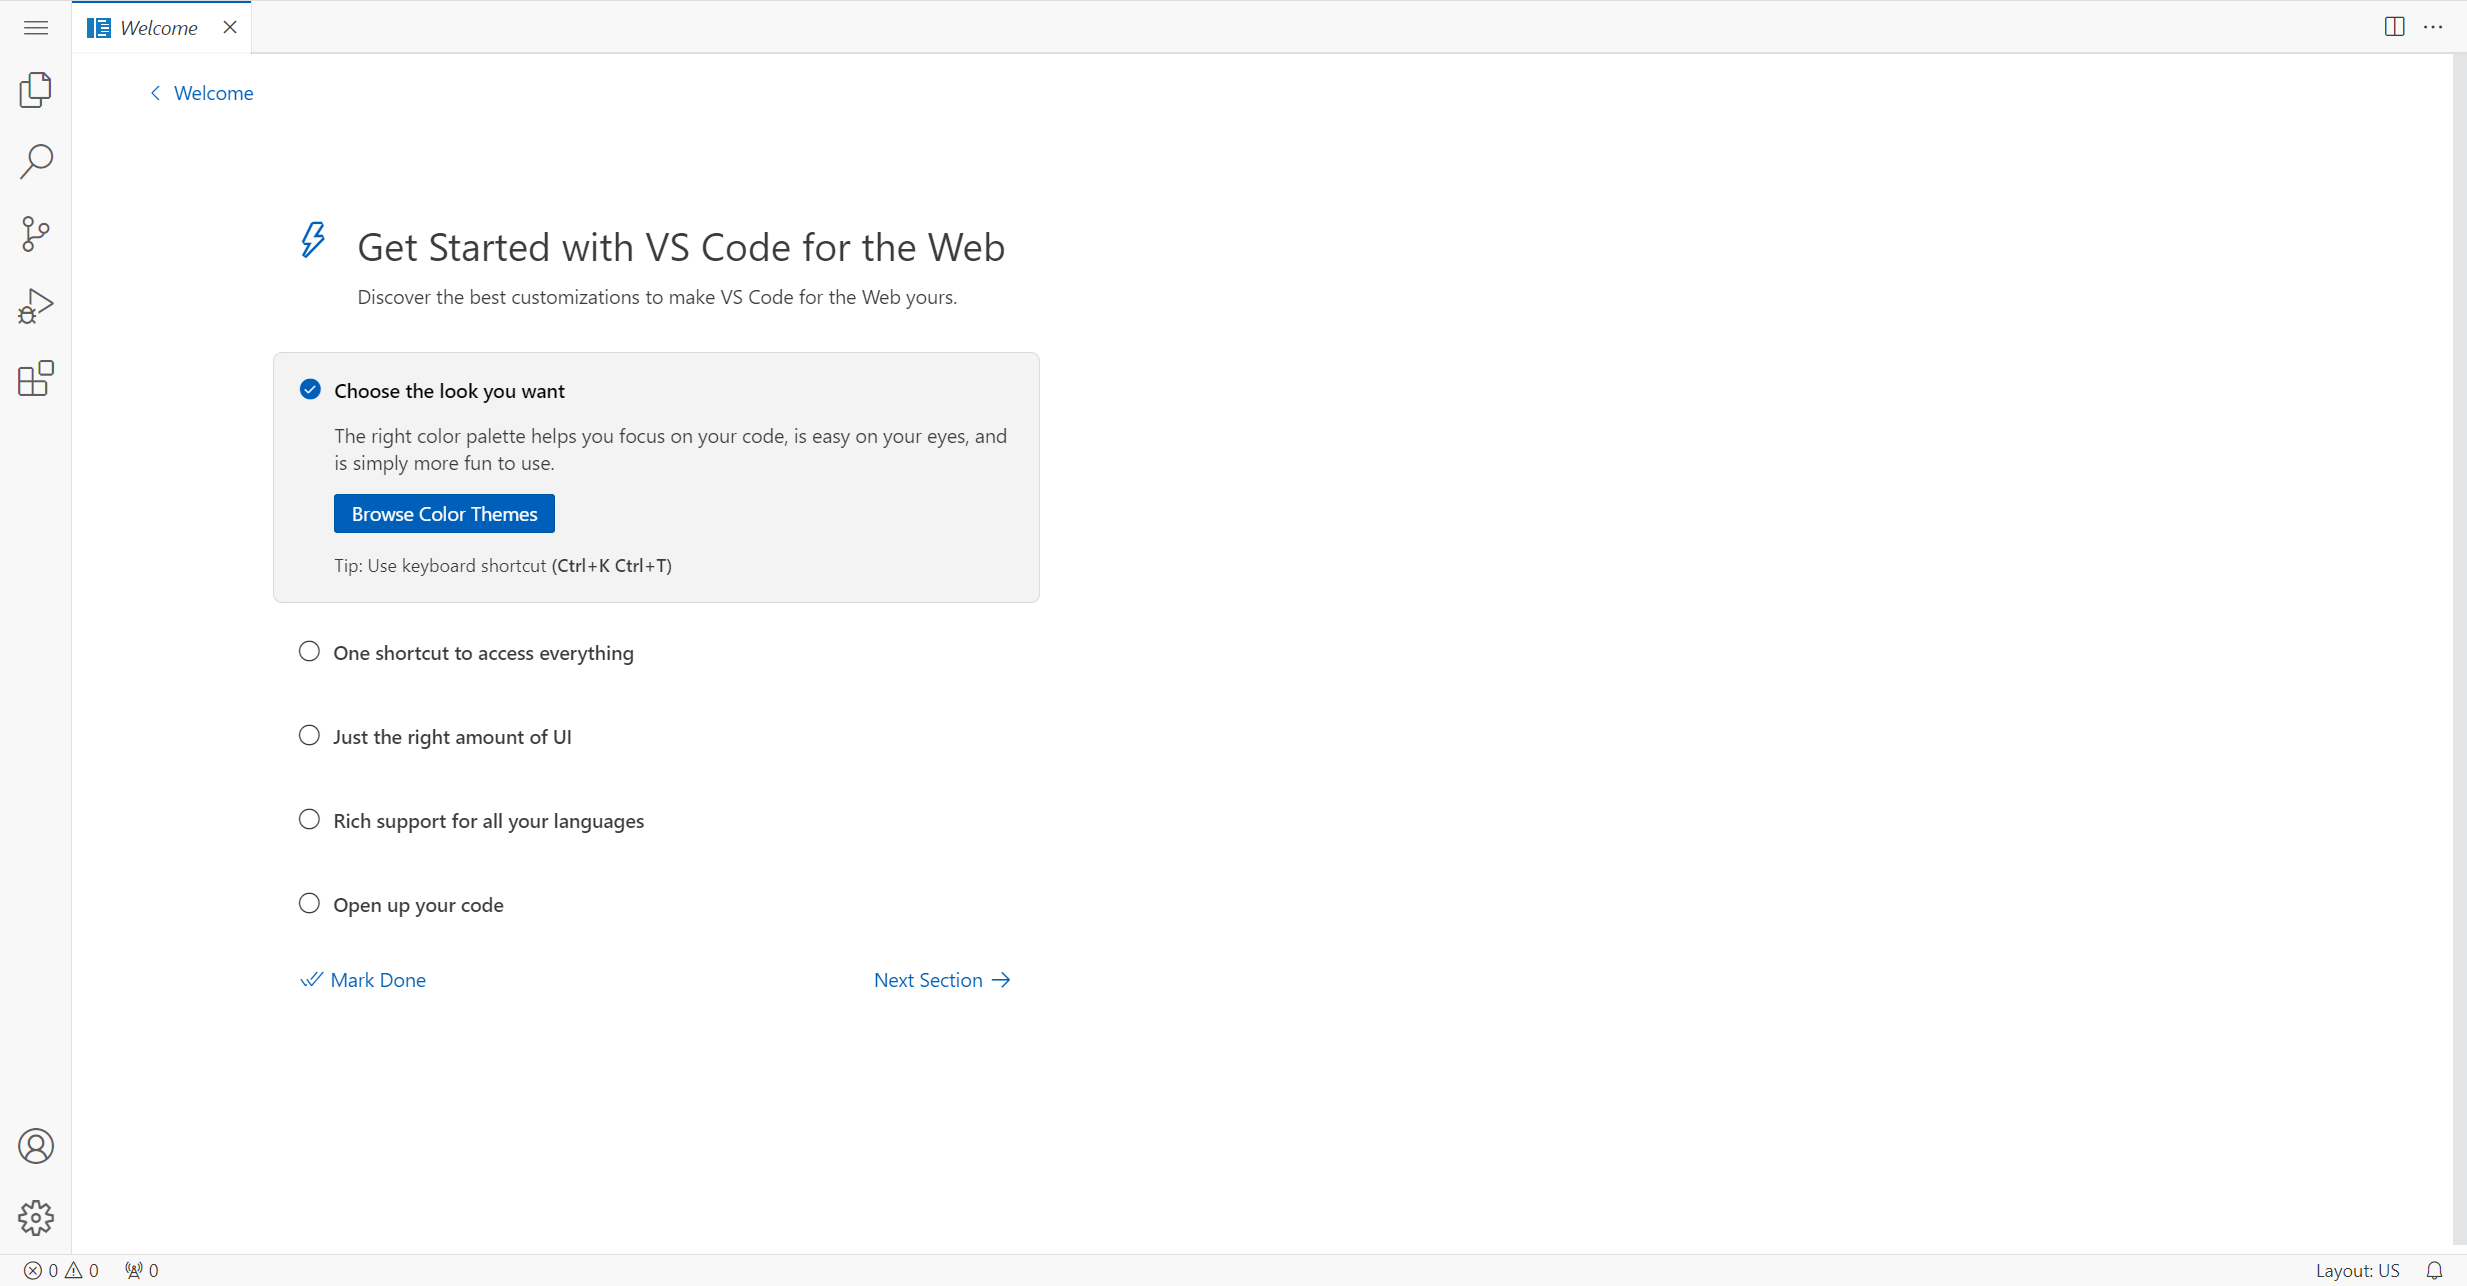 Welcome
Welcome
Get Started with VS Code for the Web
Discover the best customizations to make VS Code for the Web yours.
Choose the look you want
The right color palette helps you focus on your code, is easy on your eyes, and
is simply more fun to use.
Browse Color Themes
Tip: Use keyboard shortcut (Ctrl+K Ctrl+T)
One shortcut to access everything
Just the right amount of UI
Rich support for all your languages
Open up your code
Mark Done
Next Section
0 0 0
Layout: US